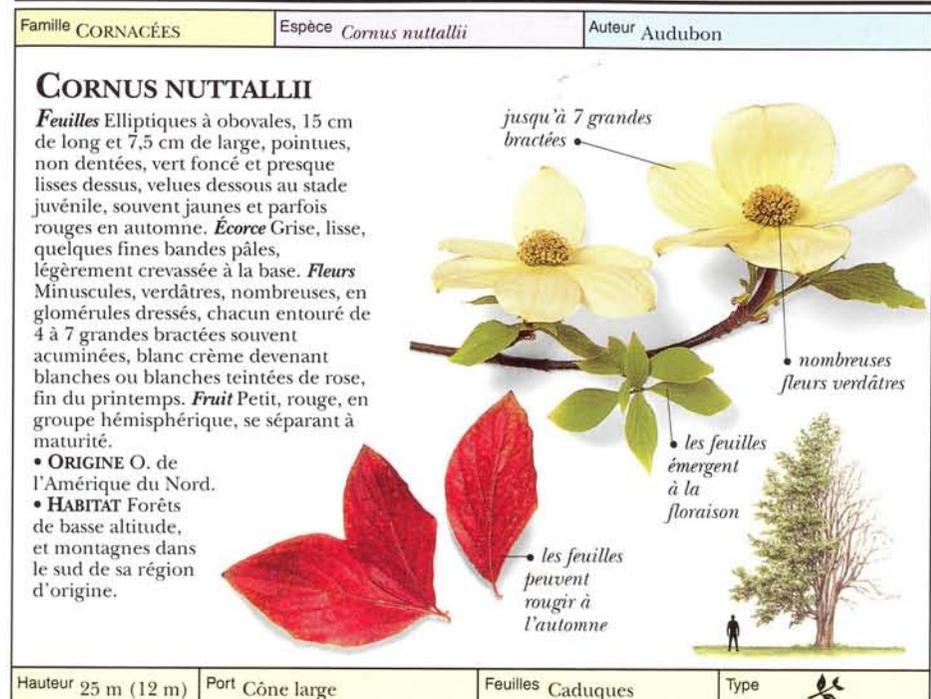 Famille CORNACÉES
Espèce Cornus nuttallii
Auteur Audubon
CORNUS NUTTALLII
Feuilles Elliptiques à obovales, 15 cm
de long et 7,5 cm de large, pointues,
non dentées, vert foncé et presque
lisses dessus, velues dessous au stade
juvénile, souvent jaunes et parfois
rouges en automne. Écorce Grise, lisse,
quelques fines bandes pâles,
légèrement crevassée à la base. Fleurs
Minuscules, verdâtres, nombreuses, en
glomérules dressés, chacun entouré de
4 à 7 grandes bractées souvent
acuminées, blanc crème devenant
blanches ou blanches teintées de rose,
fin du printemps. Fruit Petit, rouge, en
groupe hémisphérique, se séparant à
maturité.
• ORIGINE O. de
l'Amérique du Nord.
• HABITAT Forêts
de basse altitude,
et montagnes dans
le sud de sa région
d'origine.
jusqu'à 7 grandes
bractées •
• nombreuses
fleurs verdâtres
• les feuilles
émergent
à la
floraison
• les feuilles
peuvent
rougir à
l'automne
Hauteur 25 m (12 m)
Port Cône large
Feuilles Caduques
Type